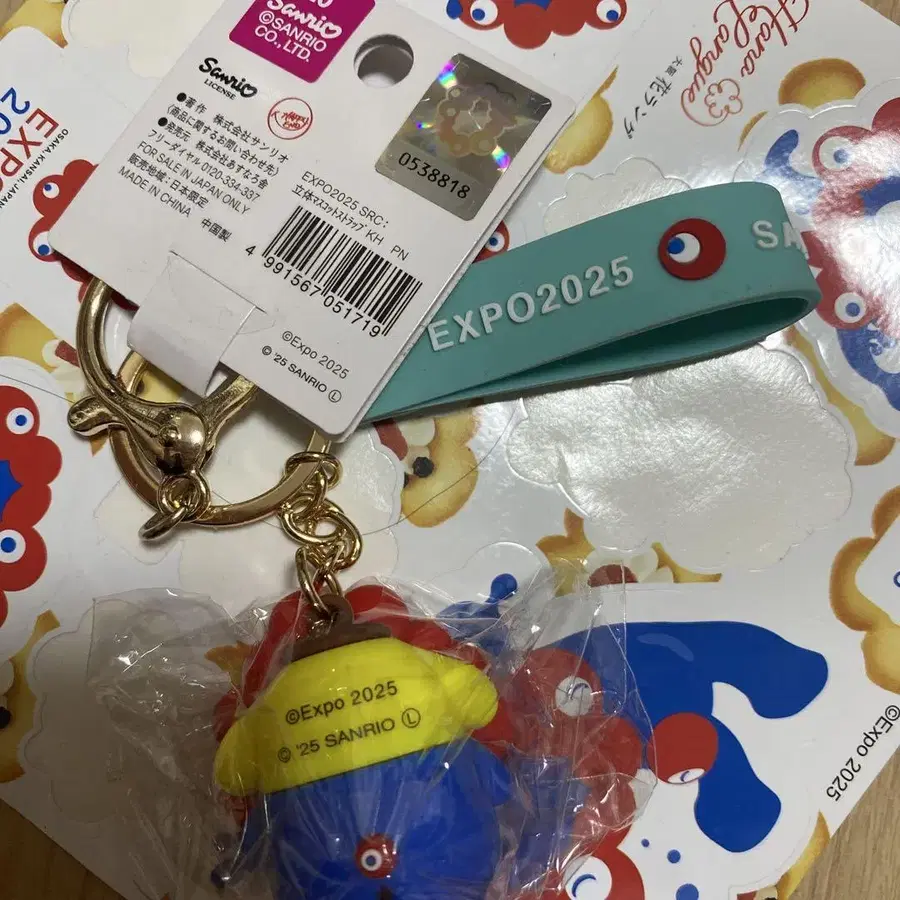 Sanrio
©SANRIO
CO.,LTD.
Sanrio
LICENSE
●著作 株式会社サンリオ
(商品に関するお問い合わせ先)
●発売元 株式会社あすなろ舎
フリーダイヤル 0120-334-337
FOR SALE IN JAPAN ONLY
販売地域:日本限定
MADE IN CHINA 中国製
0538818
EXPO2025 SRC:
立体マスコットストラップ KH PN
4 991567 051719
©Expo 2025
© '25 SANRIO Ⓛ
EXPO2025
SA
Hana
Langue
大阪 花ラング
EXPO
20
OSAKA, KANSAI, JAPAN
©Expo 2025
© '25 SANRIO Ⓛ
©Expo 2025